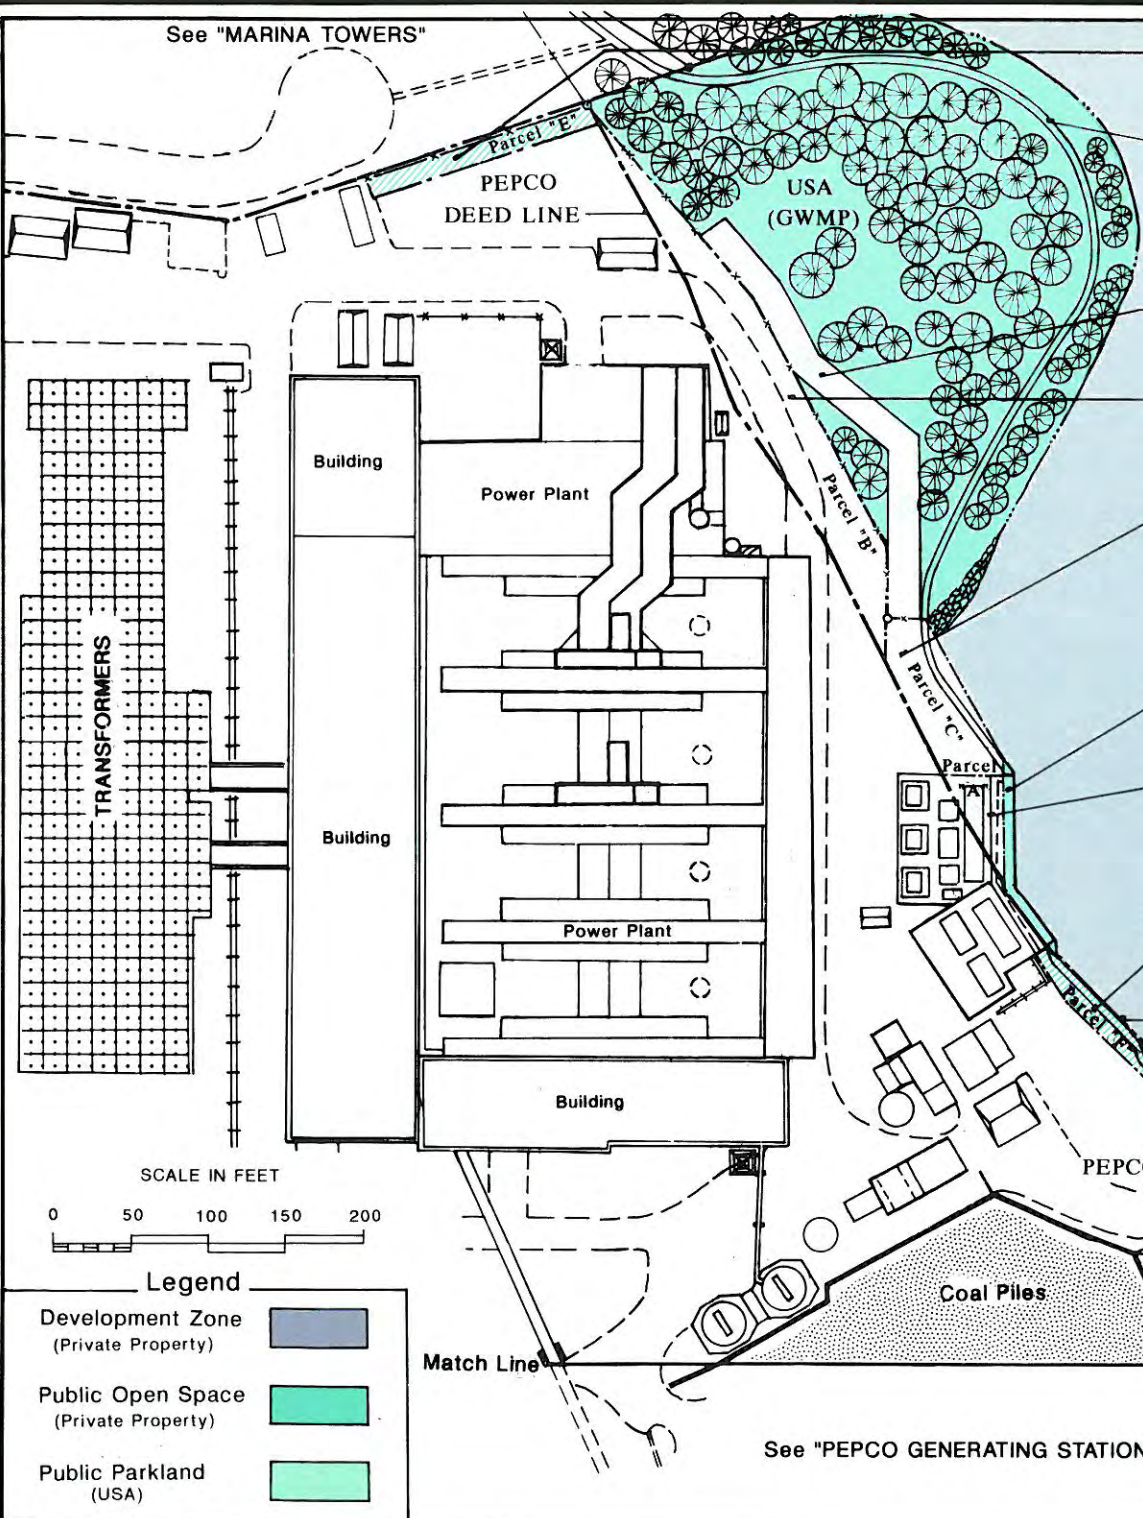 See "MARINA TOWERS"
Parcel "E"
PEPCO
DEED LINE
USA
(GWMP)
Building
Power Plant
Parcel "B"
TRANSFORMERS
Parcel "C"
Parcel
"A"
Building
Power Plant
Parcel "F"
Building
PEPCO
SCALE IN FEET
0 50 100 150 200
Legend
Development Zone
(Private Property)
Public Open Space
(Private Property)
Public Parkland
(USA)
Coal Piles
Match Line
See "PEPCO GENERATING STATION